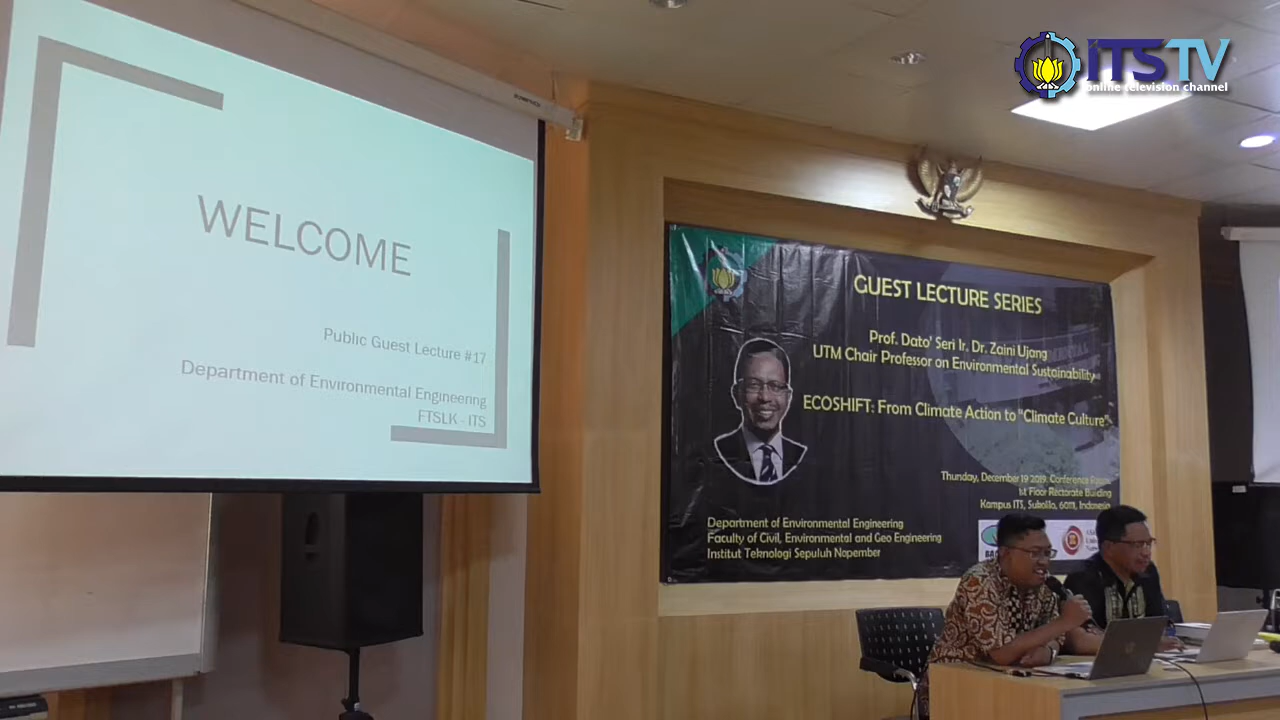 iTS TV
online television channel
WELCOME
Public Guest Lecture #17
Department of Environmental Engineering
FTSLK - ITS
GUEST LECTURE SERIES
Prof. Dato' Seri Ir. Dr. Zaini Ujang
UTM Chair Professor on Environmental Sustainability
ECOSHIFT: From Climate Action to "Climate Culture"
Thunday, December 19 2019. Conference Room,
1st Floor Rectorate Building
Kampus ITS, Sukolilo, 60111, Indonesia
Department of Environmental Engineering
Faculty of Civil, Environmental and Geo Engineering
Institut Teknologi Sepuluh Nopember